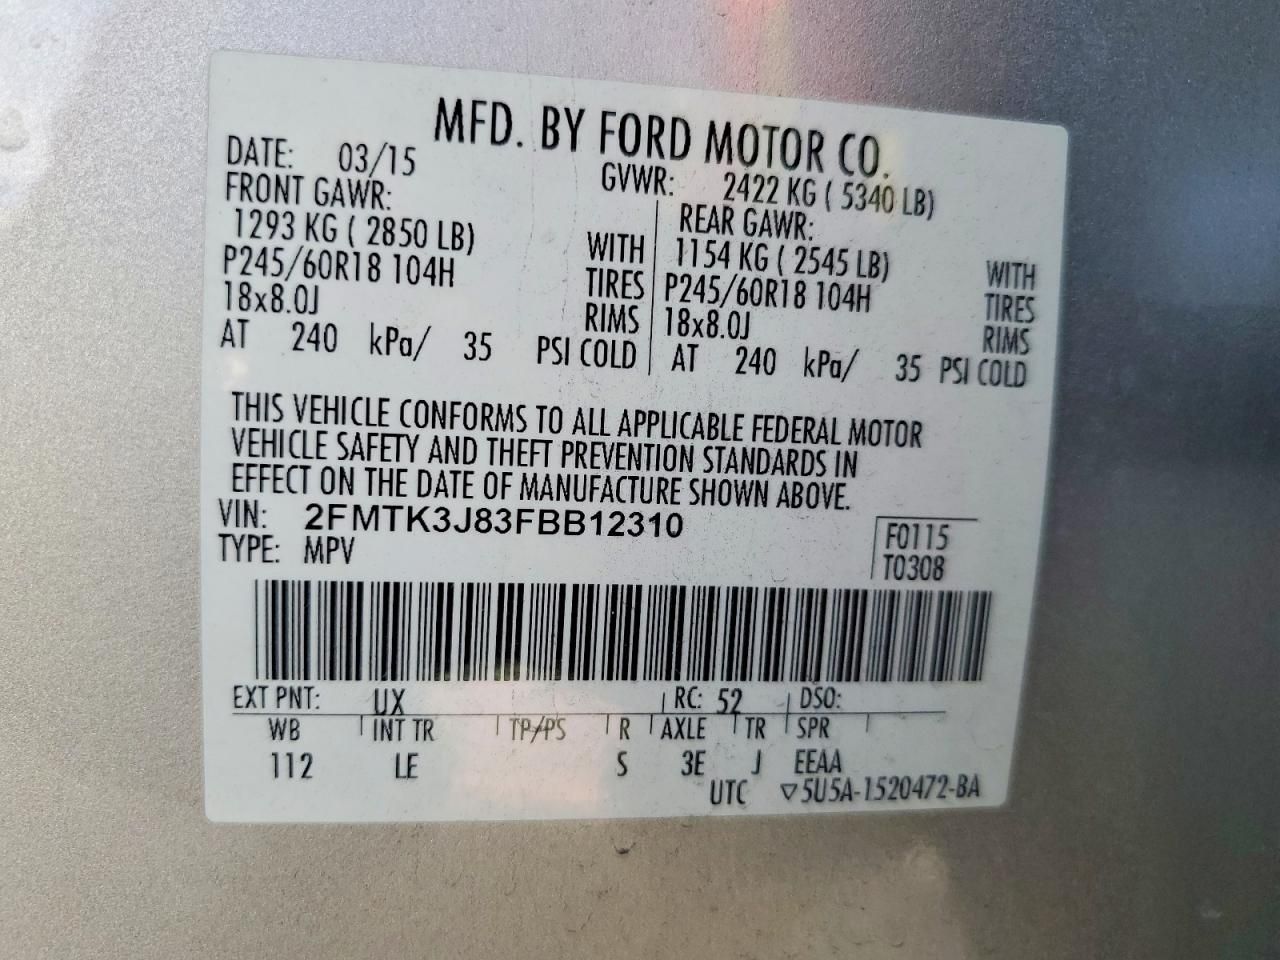 MFD. BY FORD MOTOR CO.
DATE: 03/15 GVWR: 2422 KG ( 5340 LB)
FRONT GAWR: REAR GAWR:
1293 KG ( 2850 LB) WITH 1154 KG ( 2545 LB) WITH
P245/60R18 104H TIRES P245/60R18 104H TIRES
18x8.0J RIMS 18x8.0J RIMS
AT 240 kPa/ 35 PSI COLD AT 240 kPa/ 35 PSI COLD
THIS VEHICLE CONFORMS TO ALL APPLICABLE FEDERAL MOTOR
VEHICLE SAFETY AND THEFT PREVENTION STANDARDS IN
EFFECT ON THE DATE OF MANUFACTURE SHOWN ABOVE.
VIN: 2FMTK3J83FBB12310 F0115
TYPE: MPV T0308
EXT PNT: UX RC: 52 DSO:
WB INT TR TP/PS R AXLE TR SPR
112 LE S 3E J EEAA
UTC ▽5U5A-1520472-BA